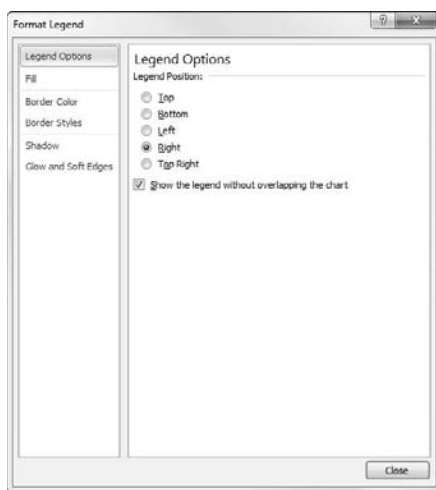 Format Legend
Legend Options
Fill
Border Color
Border Styles
Shadow
Glow and Soft Edges
Legend Options
Legend Position:
Top
Bottom
Left
Right
Top Right
Show the legend without overlapping the chart
Close